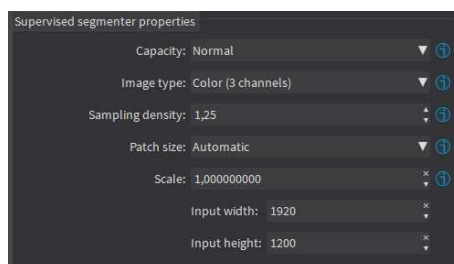 Supervised segmenter properties
Capacity: Normal
Image type: Color (3 channels)
Sampling density: 1,25
Patch size: Automatic
Scale: 1,000000000
Input width: 1920
Input height: 1200